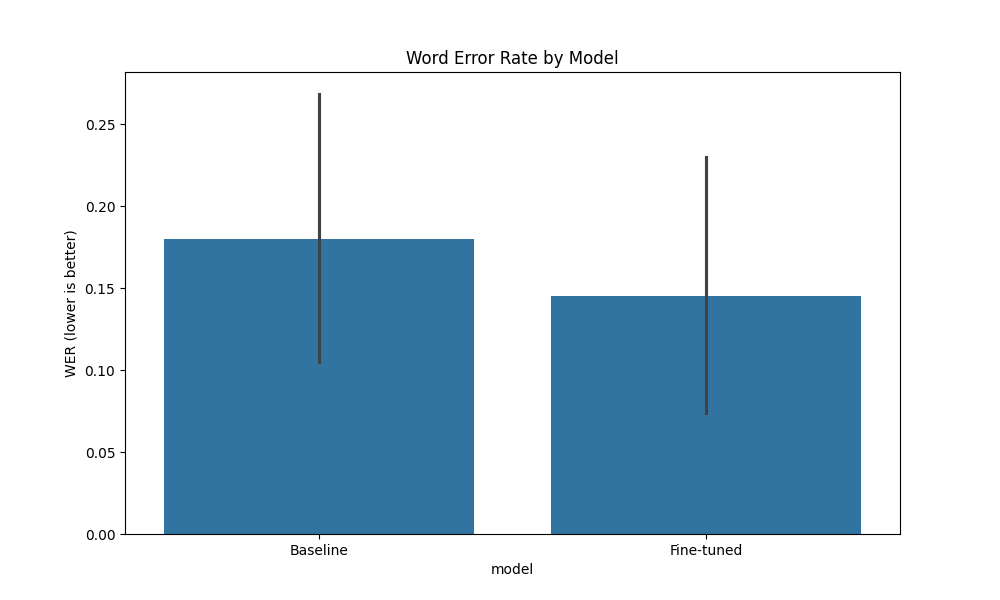 Word Error Rate by Model
WER (lower is better)
0.25
0.20
0.15
0.10
0.05
0.00
Baseline
Fine-tuned
model